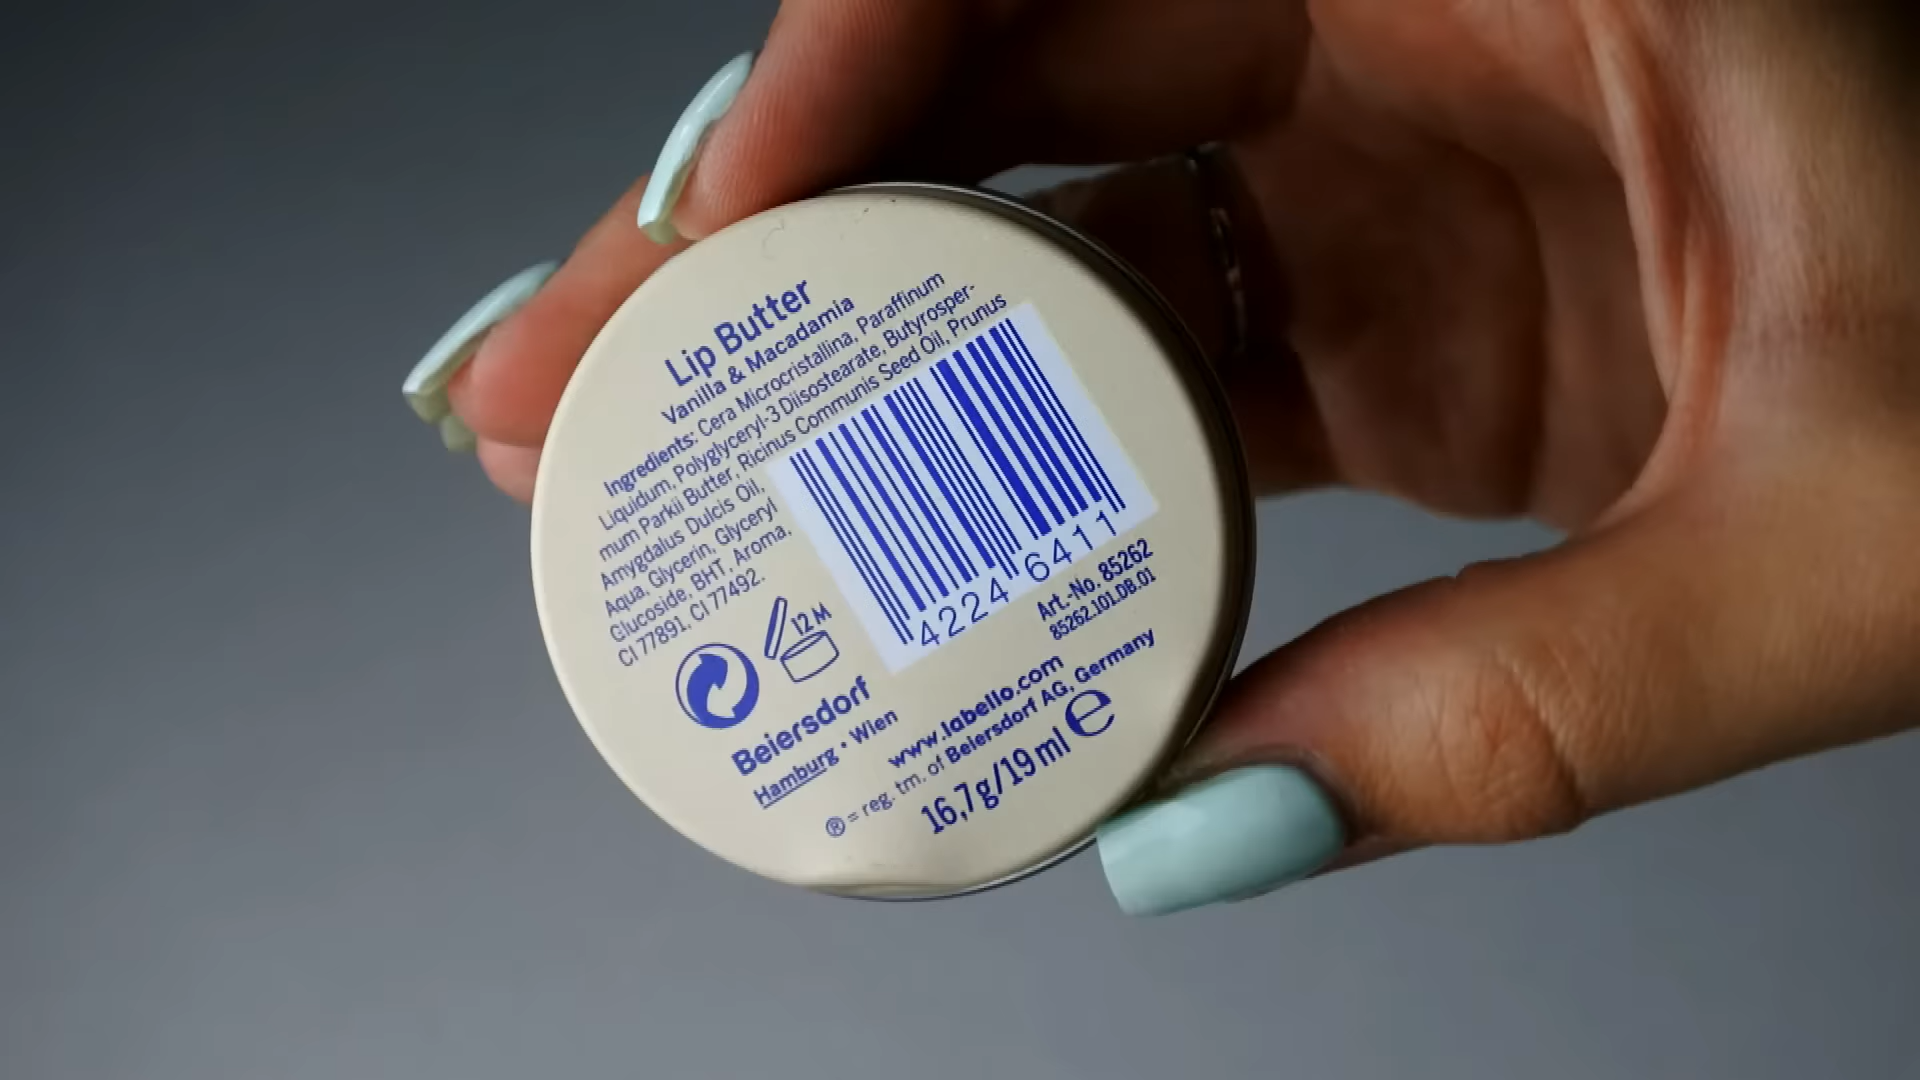 Lip Butter
Vanilla & Macadamia
Ingredients: Cera Microcristallina, Paraffinum
Liquidum, Polyglyceryl-3 Diisostearate, Butyrosper-
mum Parkii Butter, Ricinus Communis Seed Oil, Prunus
Amygdalus Dulcis Oil,
Aqua, Glycerin, Glyceryl
Glucoside, BHT, Aroma,
CI 77891, CI 77492.
4224 6411
12 M
Art.-No. 85262
85262.101.DB.01
Beiersdorf
Hamburg • Wien
www.labello.com
® = reg. tm. of Beiersdorf AG, Germany
16,7g/19 ml e